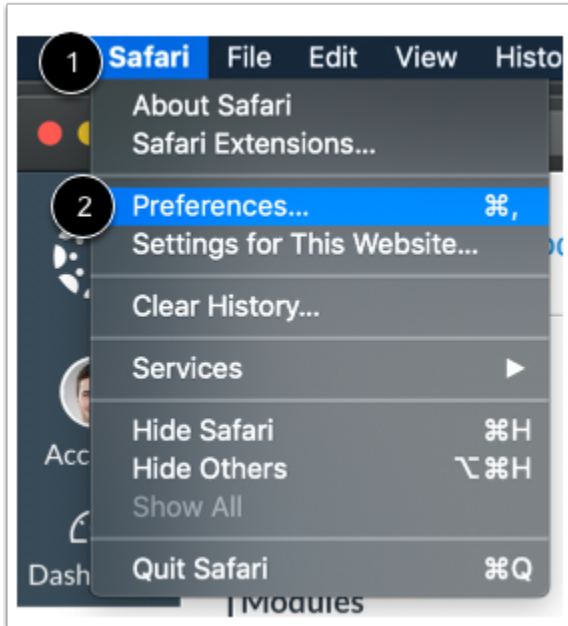 1
Safari File Edit View Histo
About Safari
Safari Extensions...
2
Preferences... ⌘,
Settings for This Website...
Clear History...
Services ▶
Hide Safari ⌘H
Hide Others ⌥⌘H
Show All
Quit Safari ⌘Q
Acc
Dash
Modules